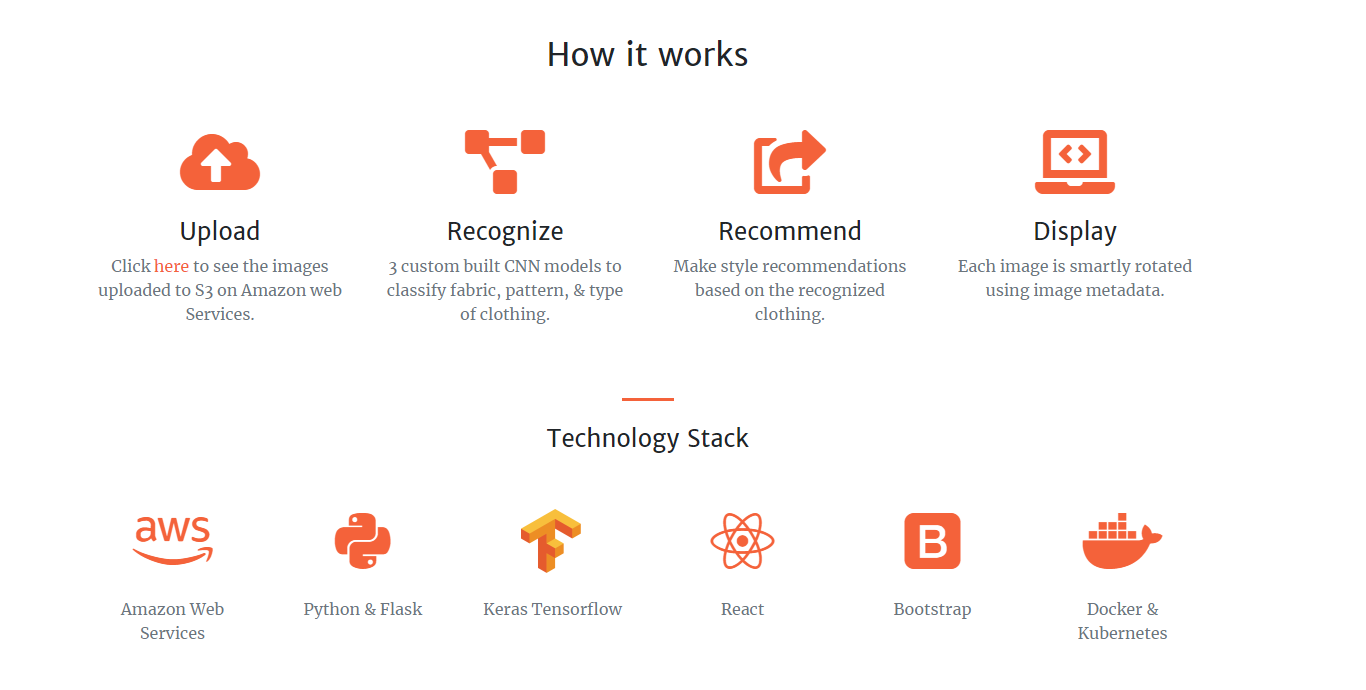 How it works
Upload
Click here to see the images
uploaded to S3 on Amazon web
Services.
Recognize
3 custom built CNN models to
classify fabric, pattern, & type
of clothing.
Recommend
Make style recommendations
based on the recognized
clothing.
Display
Each image is smartly rotated
using image metadata.
Technology Stack
aws
Amazon Web
Services
Python & Flask
Keras Tensorflow
React
B
Bootstrap
Docker &
Kubernetes